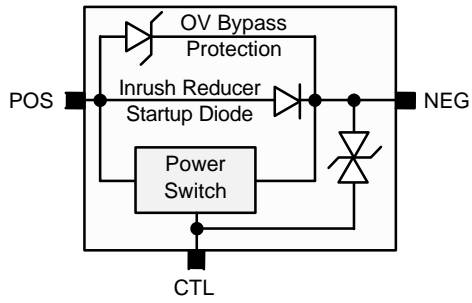 OV Bypass
Protection
POS
Inrush Reducer
Startup Diode
NEG
Power
Switch
CTL